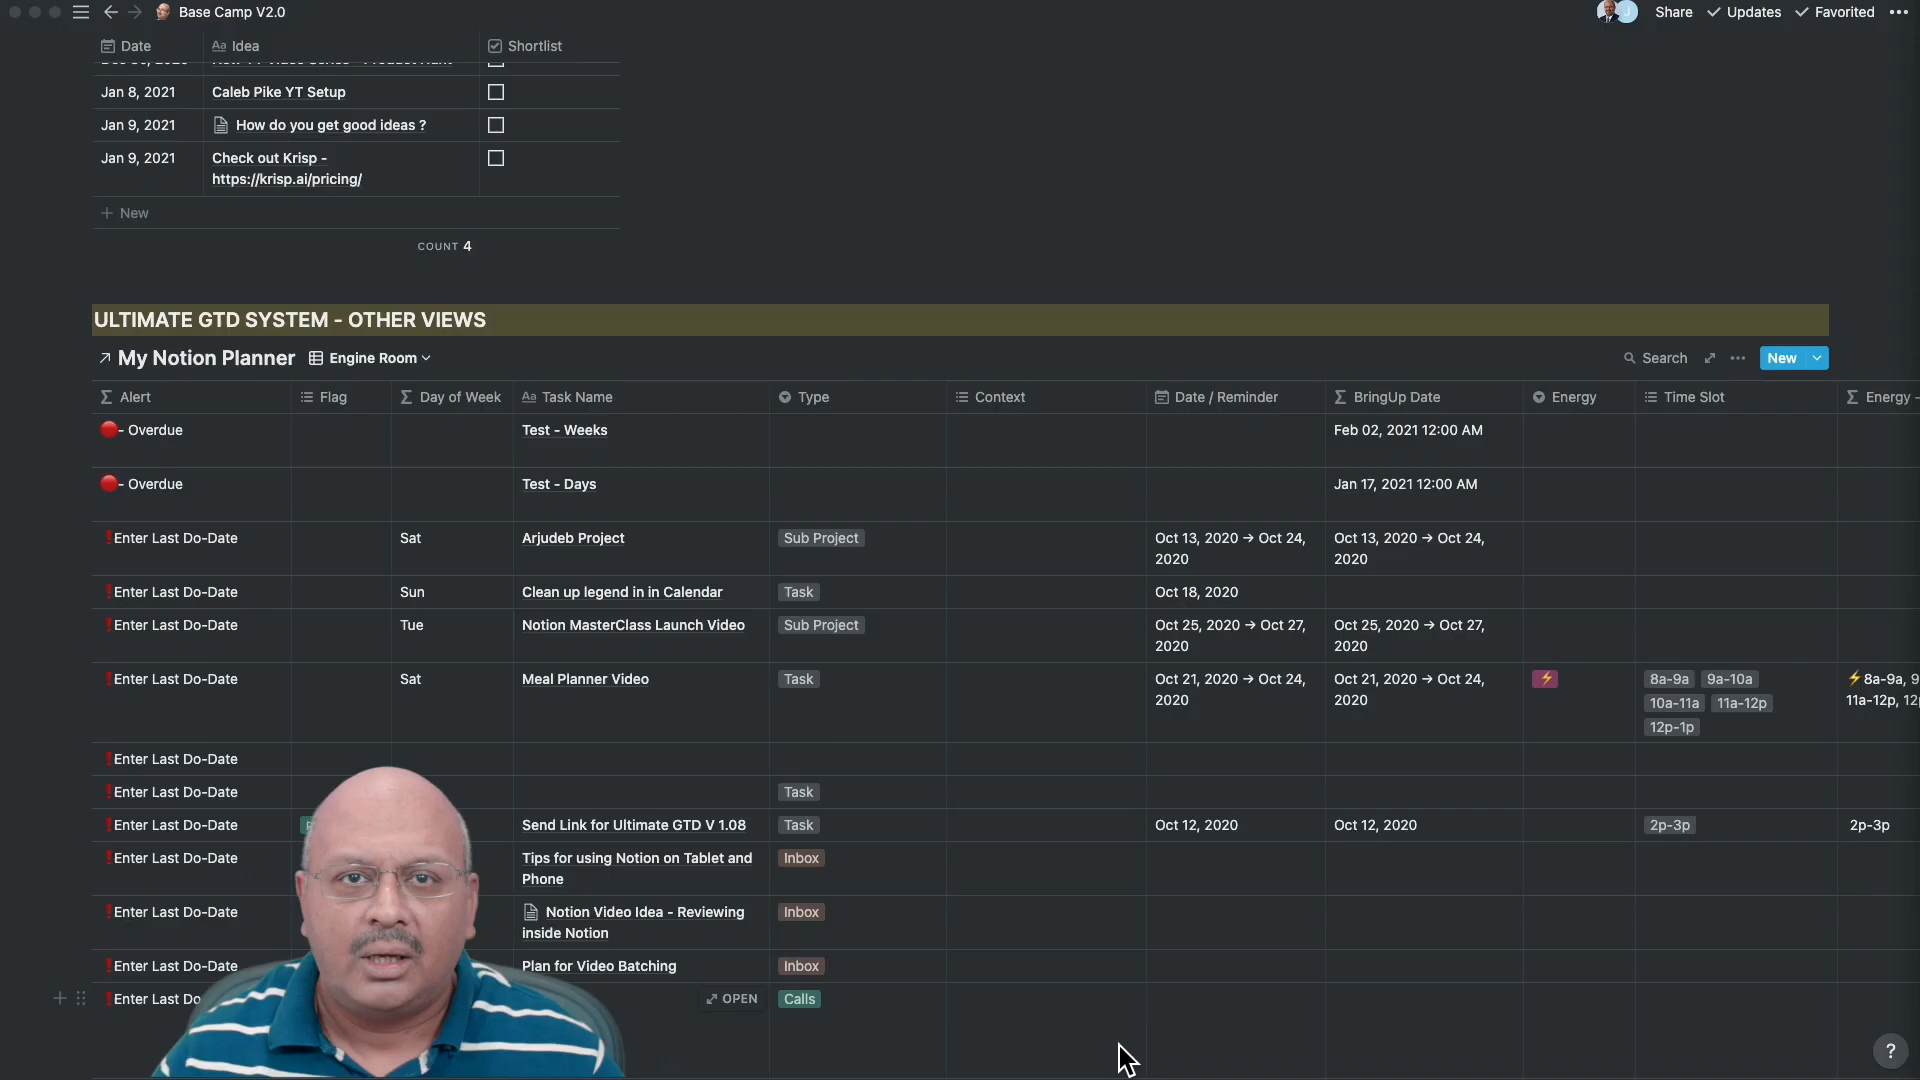 Base Camp V2.0
J Share Updates Favorited
Date Aa Idea Shortlist
Jan 8, 2021 Caleb Pike YT Setup
Jan 9, 2021 How do you get good ideas ?
Jan 9, 2021 Check out Krisp -
https://krisp.ai/pricing/
+ New
COUNT 4
ULTIMATE GTD SYSTEM - OTHER VIEWS
My Notion Planner Engine Room
Search New
Σ Alert Flag Σ Day of Week Aa Task Name Type Context Date / Reminder Σ BringUp Date Energy Time Slot Σ Energy -
- Overdue Test - Weeks Feb 02, 2021 12:00 AM
- Overdue Test - Days Jan 17, 2021 12:00 AM
❗Enter Last Do-Date Sat Arjudeb Project Sub Project Oct 13, 2020 → Oct 24, Oct 13, 2020 → Oct 24,
2020 2020
❗Enter Last Do-Date Sun Clean up legend in in Calendar Task Oct 18, 2020
❗Enter Last Do-Date Tue Notion MasterClass Launch Video Sub Project Oct 25, 2020 → Oct 27, Oct 25, 2020 → Oct 27,
2020 2020
❗Enter Last Do-Date Sat Meal Planner Video Task Oct 21, 2020 → Oct 24, Oct 21, 2020 → Oct 24, ⚡ 8a-9a 9a-10a ⚡8a-9a, 9
2020 2020 10a-11a 11a-12p 11a-12p, 12
12p-1p
❗Enter Last Do-Date
❗Enter Last Do-Date Task
❗Enter Last Do-Date Send Link for Ultimate GTD V 1.08 Task Oct 12, 2020 Oct 12, 2020 2p-3p 2p-3p
❗Enter Last Do-Date Tips for using Notion on Tablet and Inbox
Phone
❗Enter Last Do-Date Notion Video Idea - Reviewing Inbox
inside Notion
❗Enter Last Do-Date Plan for Video Batching Inbox
❗Enter Last Do OPEN Calls
?